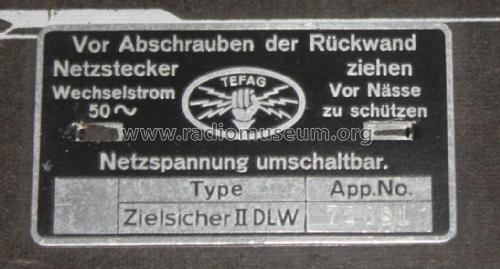 Vor Abschrauben der Rückwand
Netzstecker ziehen
TEFAG
Wechselstrom Vor Nässe
50~ zu schützen
www.radiomuseum.org
Netzspannung umschaltbar.
Type App.No.
Zielsicher II DLW